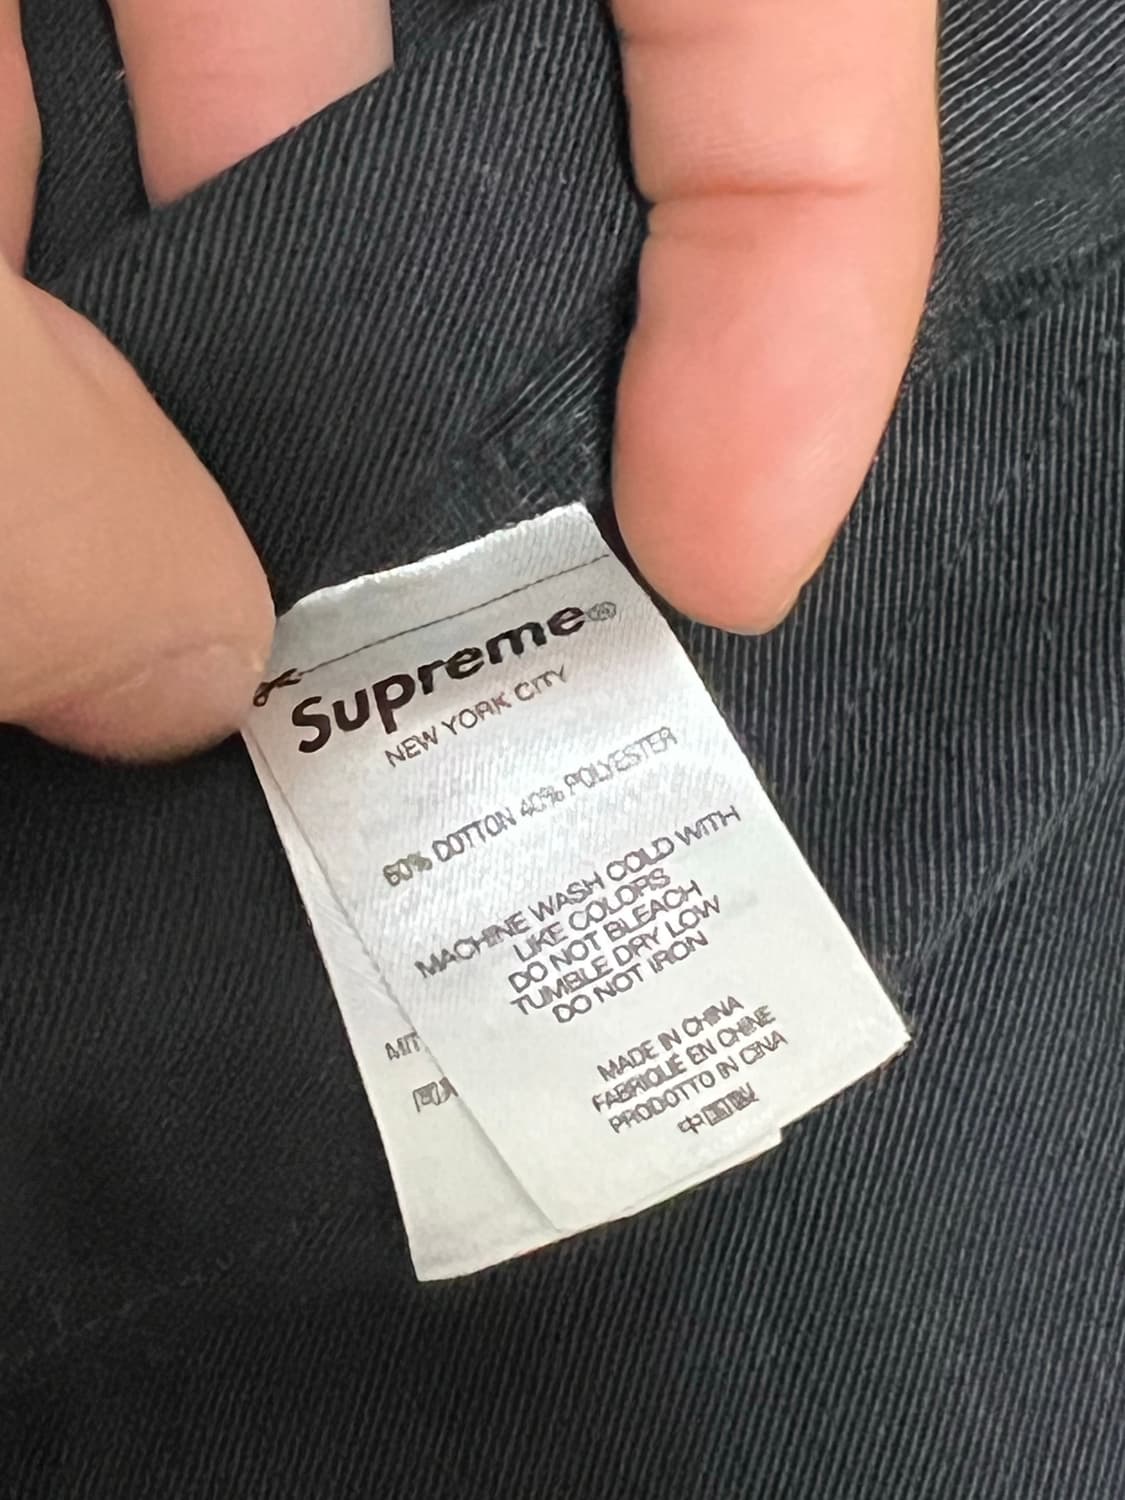 Supreme®
NEW YORK CITY
60% COTTON 40% POLYESTER
MACHINE WASH COLD WITH
LIKE COLORS
DO NOT BLEACH
TUMBLE DRY LOW
DO NOT IRON
MADE IN CHINA
FABRIQUÉ EN CHINE
PRODOTTO IN CINA